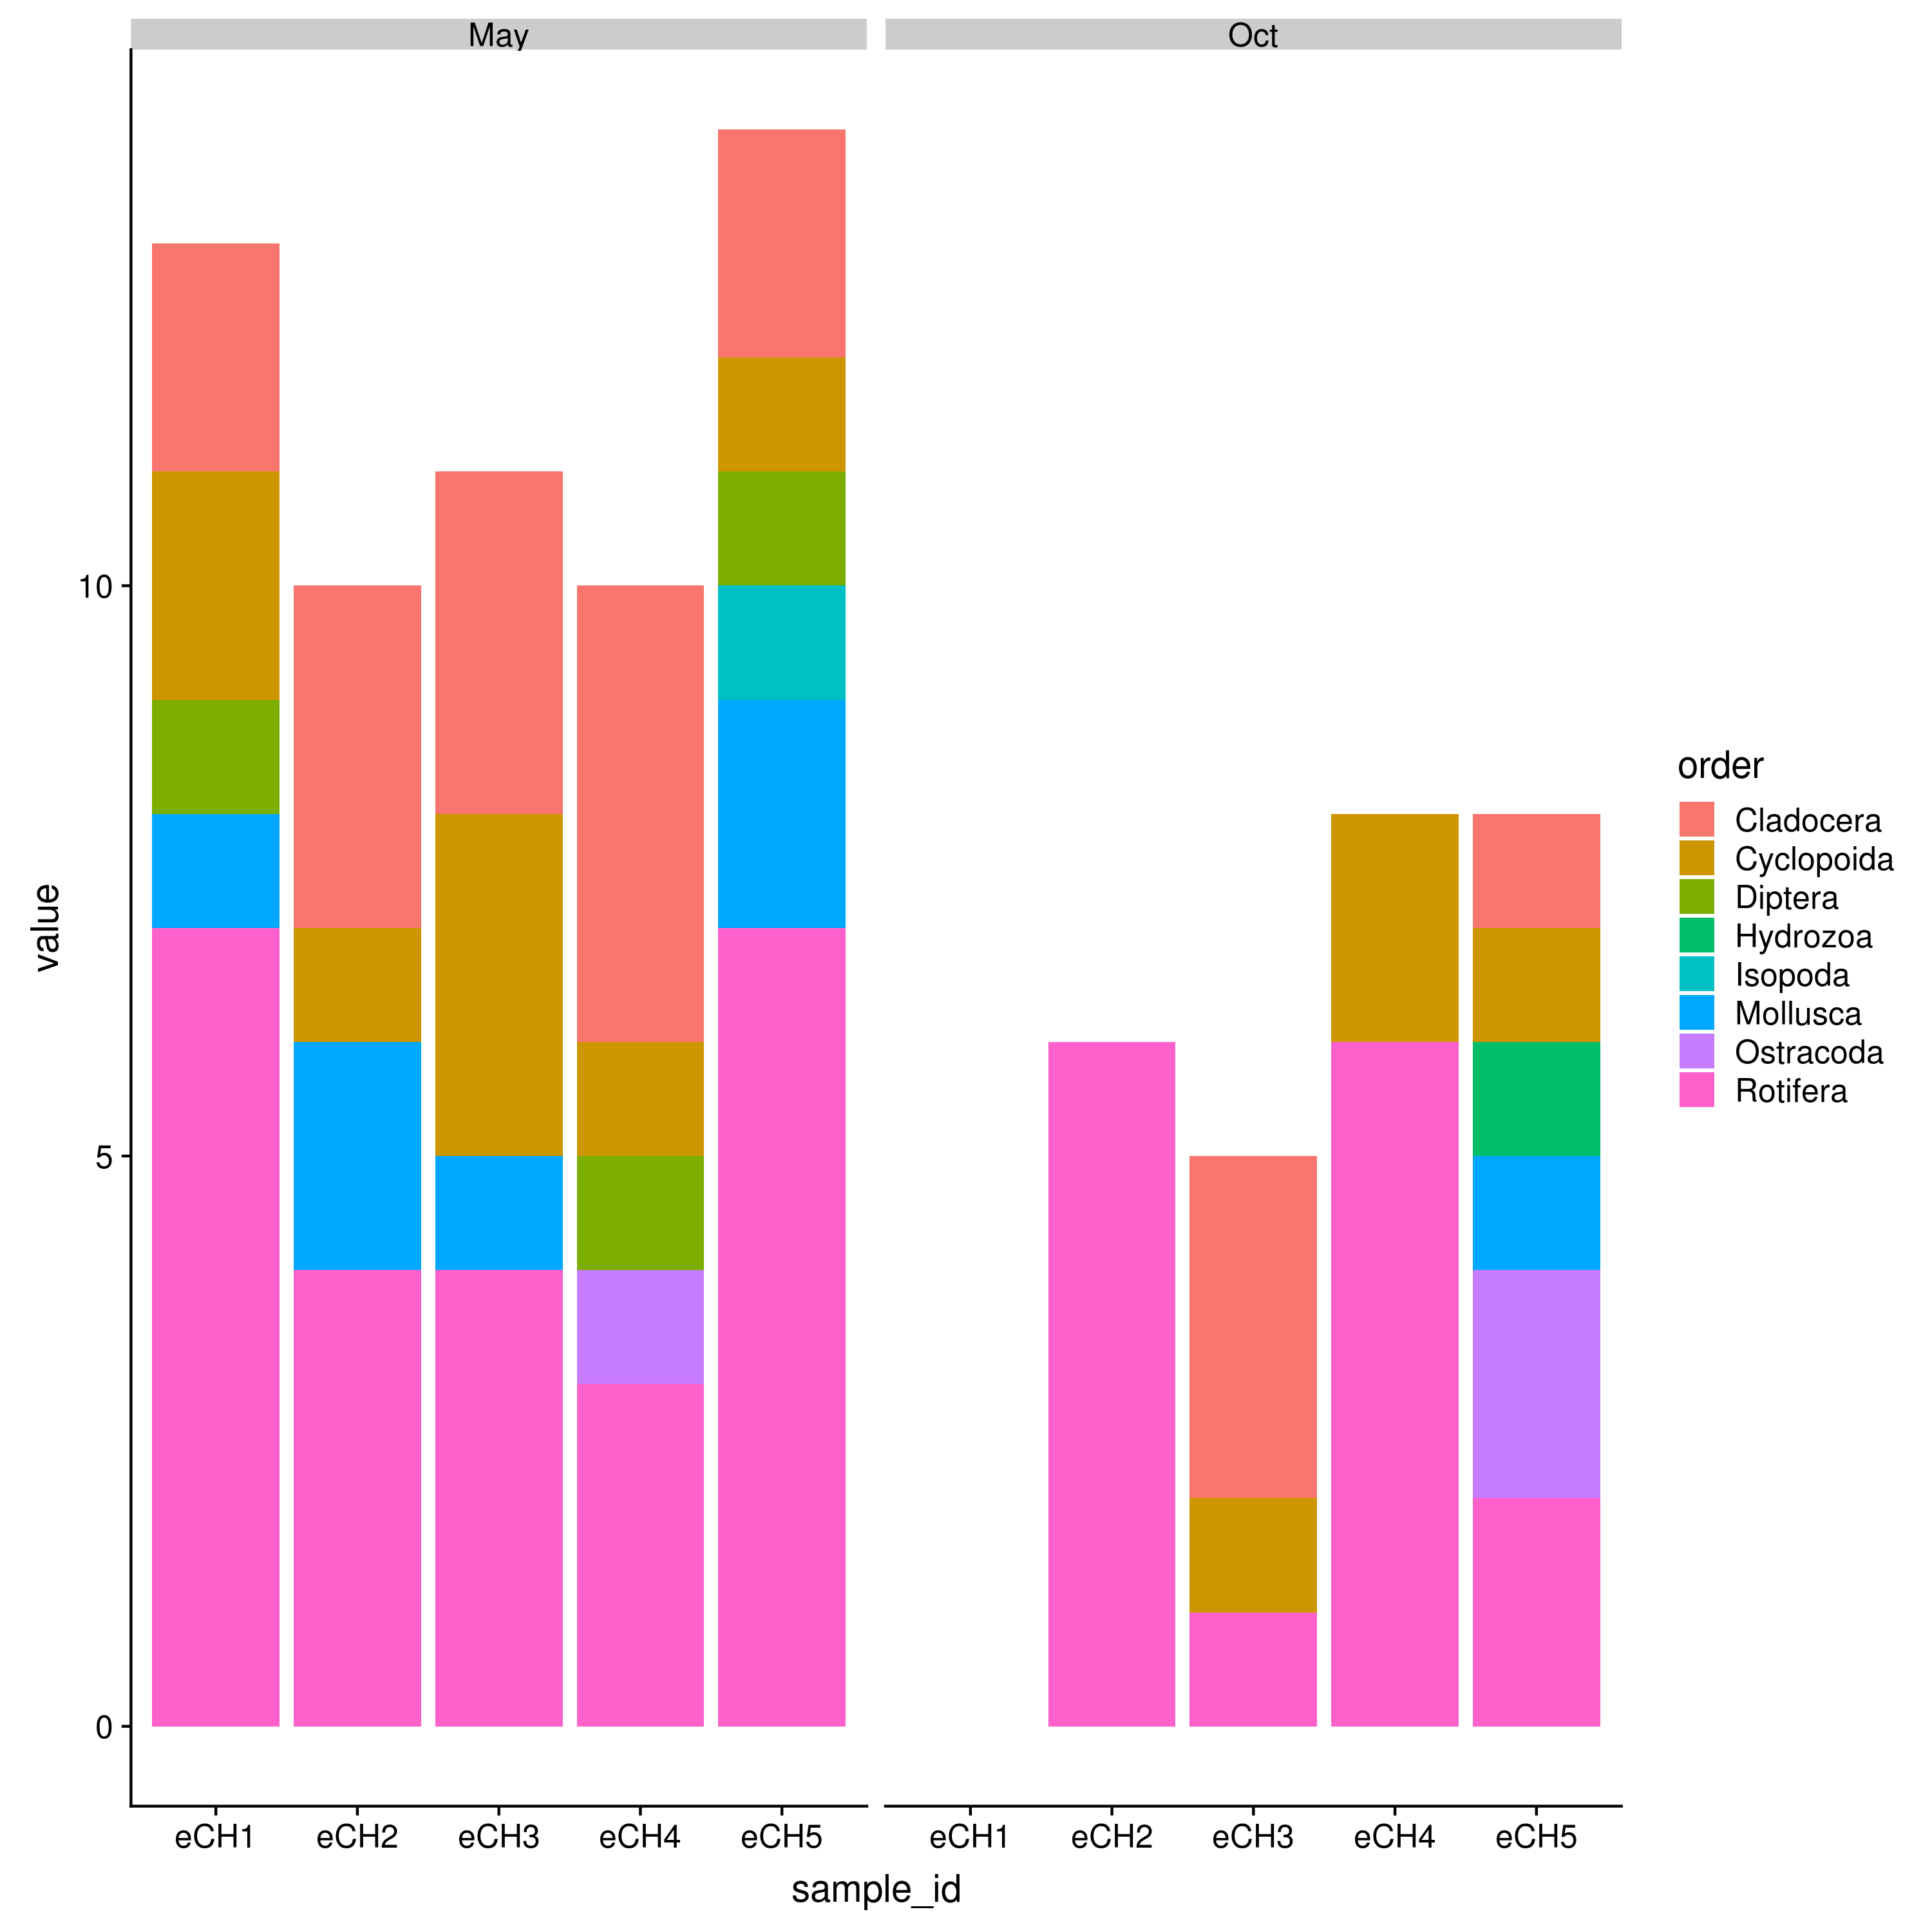 May
Oct
10
5
0
value
eCH1 eCH2 eCH3 eCH4 eCH5
eCH1 eCH2 eCH3 eCH4 eCH5
sample_id
order
Cladocera
Cyclopoida
Diptera
Hydrozoa
Isopoda
Mollusca
Ostracoda
Rotifera